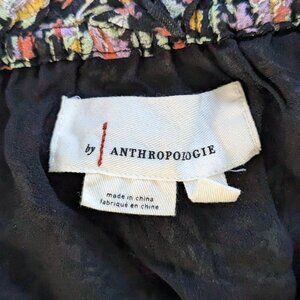 by ANTHROPOLOGIE
made in china
fabriqué en chine